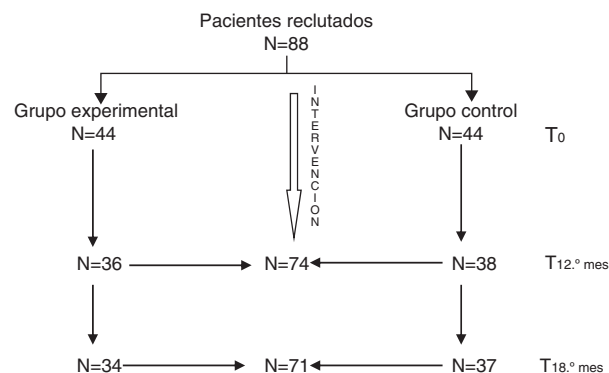 Pacientes reclutados
N=88
Grupo experimental
N=44
INTERVENCION
Grupo control
N=44
T0
N=36
N=74
N=38
T12.º mes
N=34
N=71
N=37
T18.º mes